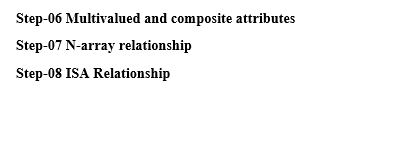 Step-06 Multivalued and composite attributes
Step-07 N-array relationship
Step-08 ISA Relationship